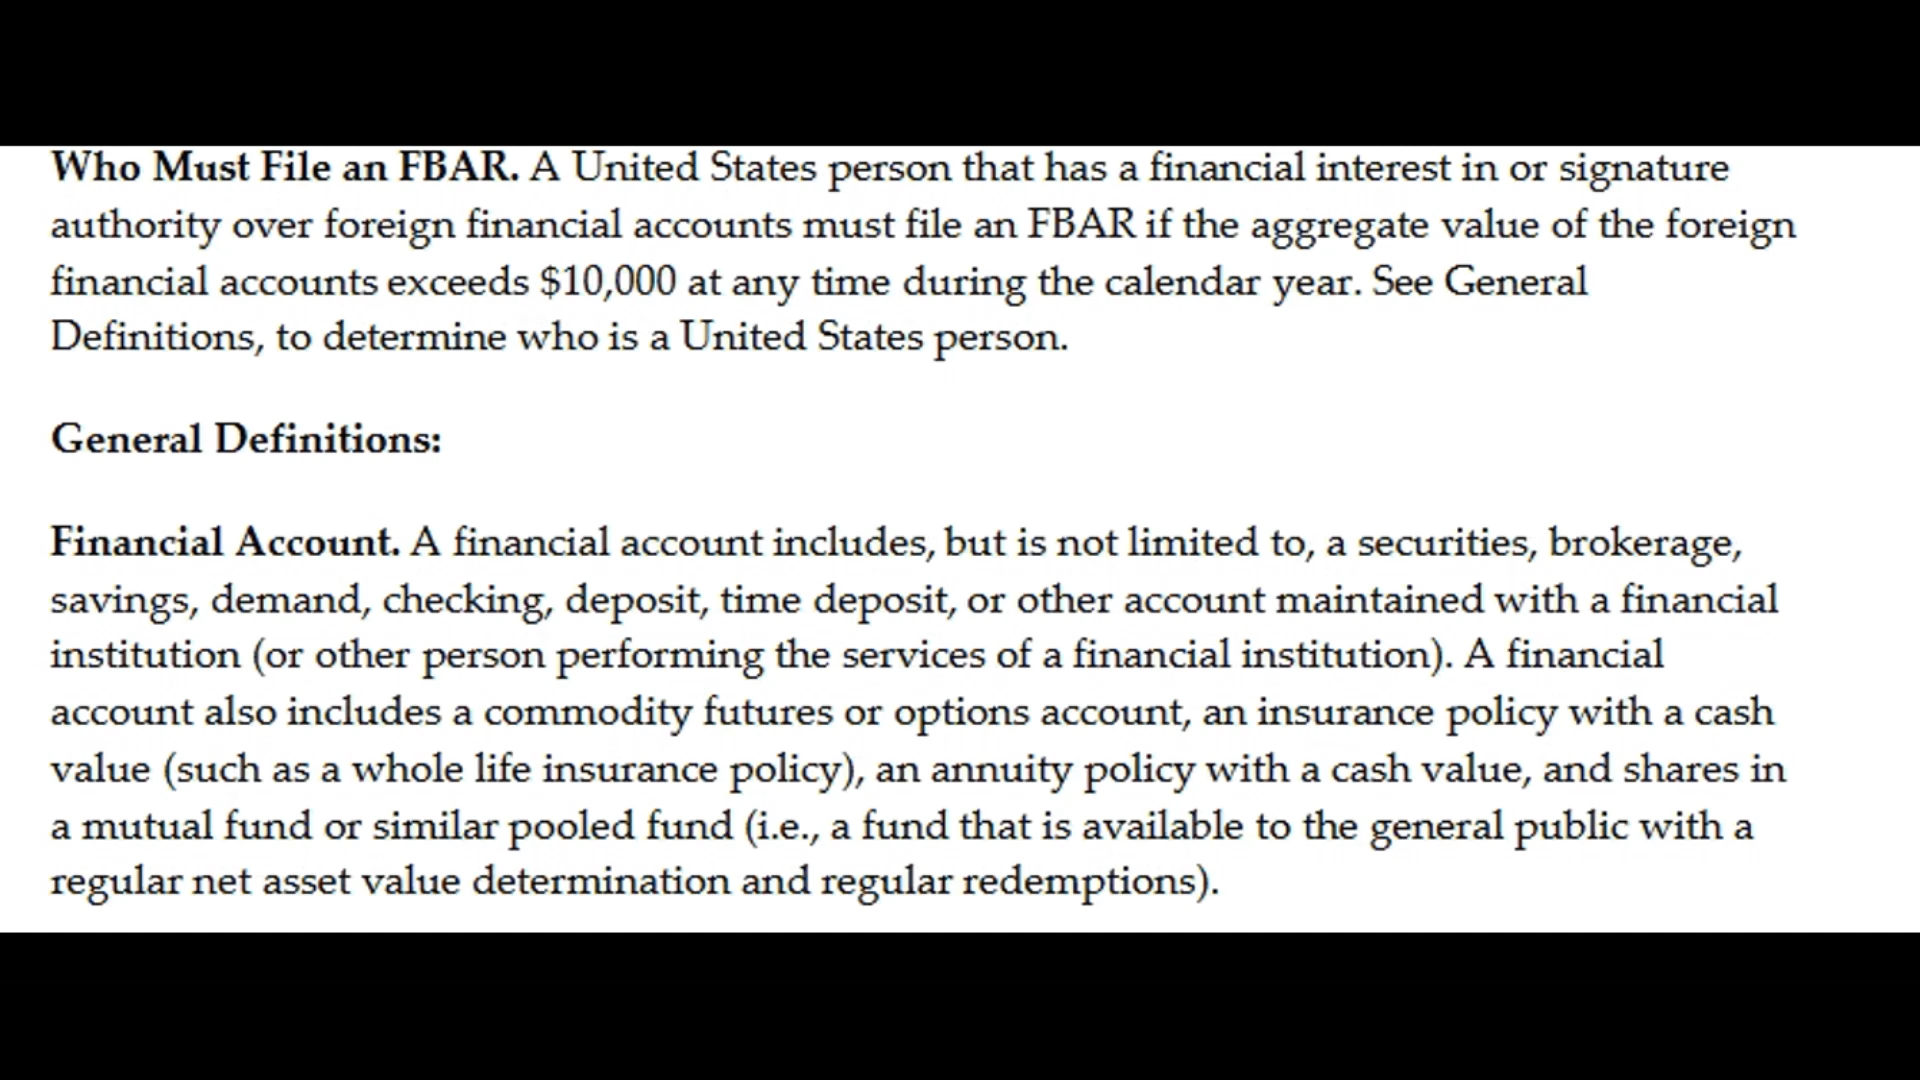 Who Must File an FBAR. A United States person that has a financial interest in or signature
authority over foreign financial accounts must file an FBAR if the aggregate value of the foreign
financial accounts exceeds $10,000 at any time during the calendar year. See General
Definitions, to determine who is a United States person.
General Definitions:
Financial Account. A financial account includes, but is not limited to, a securities, brokerage,
savings, demand, checking, deposit, time deposit, or other account maintained with a financial
institution (or other person performing the services of a financial institution). A financial
account also includes a commodity futures or options account, an insurance policy with a cash
value (such as a whole life insurance policy), an annuity policy with a cash value, and shares in
a mutual fund or similar pooled fund (i.e., a fund that is available to the general public with a
regular net asset value determination and regular redemptions).